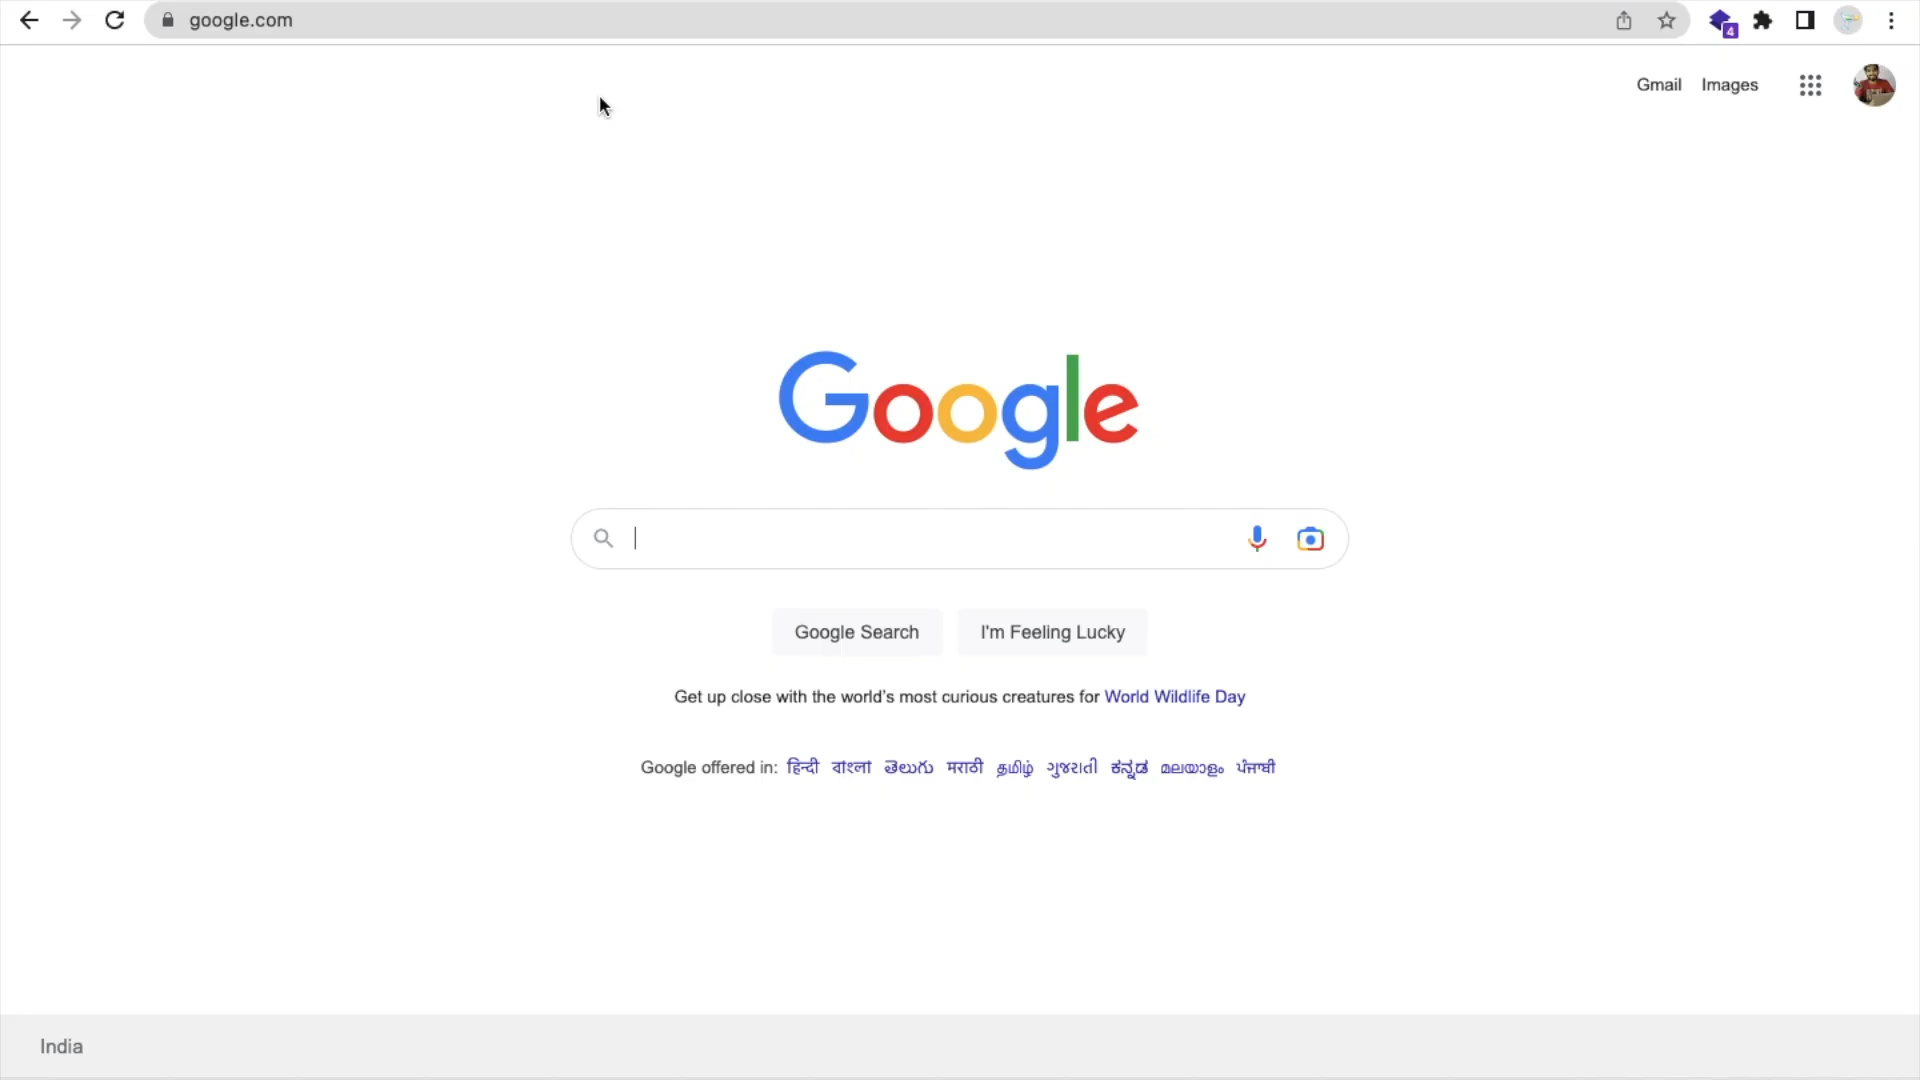 google.com
4
Gmail Images
Google
Google Search I'm Feeling Lucky
Get up close with the world's most curious creatures for World Wildlife Day
Google offered in: हिन्दी বাংলা తెలుగు मराठी தமிழ் ગુજરાતી ಕನ್ನಡ മലയാളം ਪੰਜਾਬੀ
India